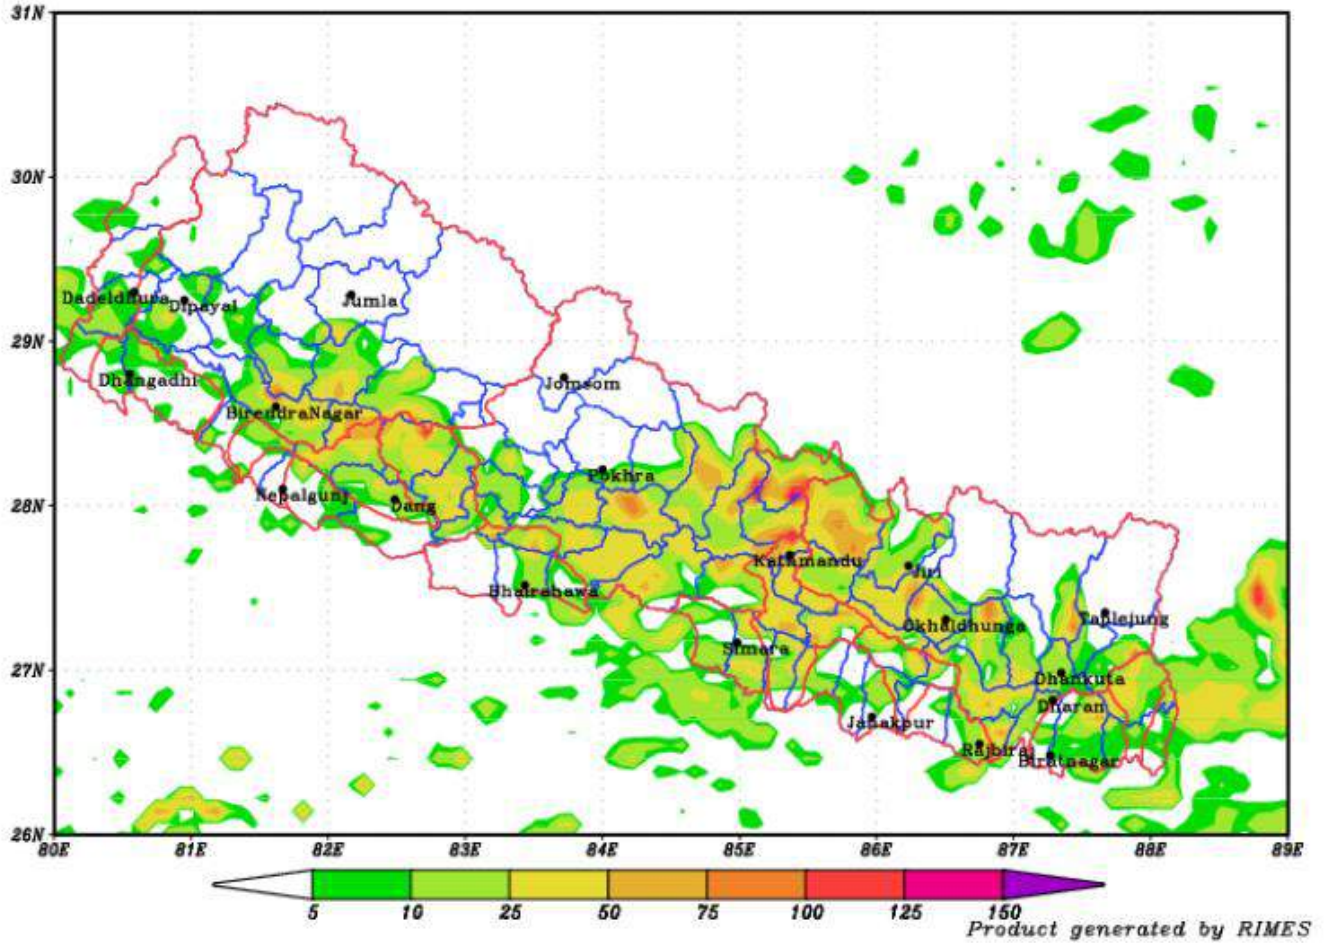 31N
30N
29N
28N
27N
26N
Dadeldhura
Dipayal
Jumla
Dhangadhi
Jomsom
BirendraNagar
Pokhra
Nepalgunj
Dang
Kathmandu
Jiri
Bhairahawa
Taplejung
Okhaldhunga
Simara
Dhankuta
Dharan
Janakpur
Rajbiraj
Biratnagar
80E 81E 82E 83E 84E 85E 86E 87E 88E 89E
5 10 25 50 75 100 125 150
Product generated by RIMES